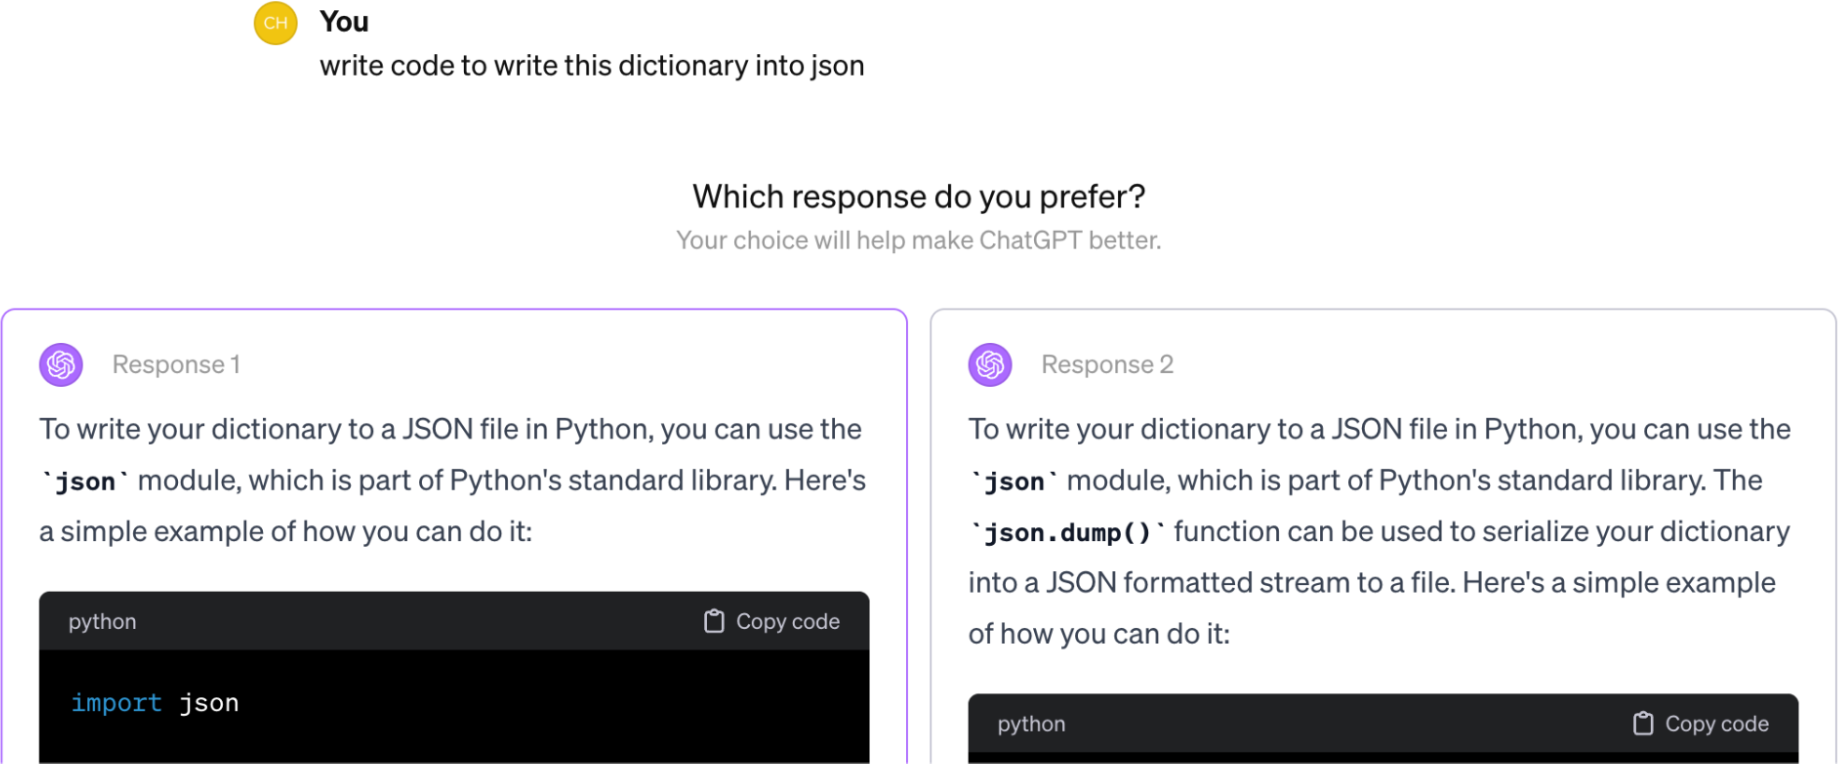 CH You
write code to write this dictionary into json
Which response do you prefer?
Your choice will help make ChatGPT better.
Response 1
To write your dictionary to a JSON file in Python, you can use the
`json` module, which is part of Python's standard library. Here's
a simple example of how you can do it:
python Copy code
import json
Response 2
To write your dictionary to a JSON file in Python, you can use the
`json` module, which is part of Python's standard library. The
`json.dump()` function can be used to serialize your dictionary
into a JSON formatted stream to a file. Here's a simple example
of how you can do it:
python Copy code